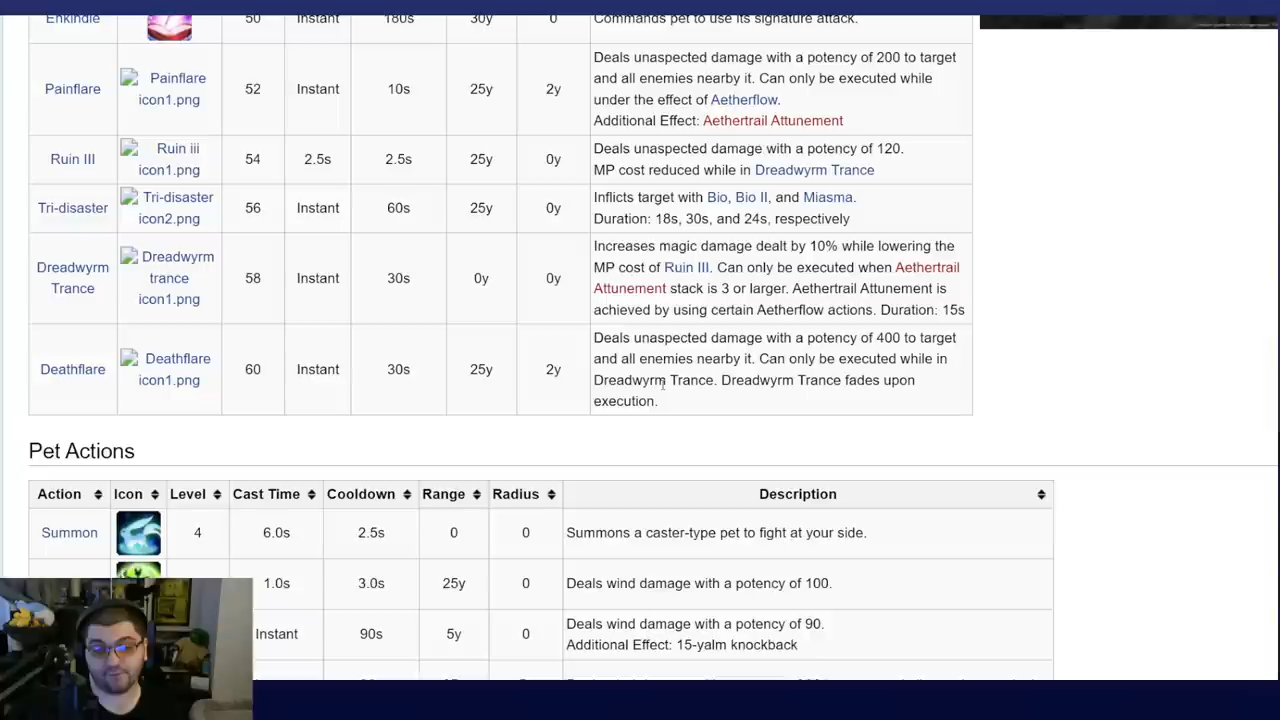 Enkindle 50 Instant 180s 30y 0 Commands pet to use its signature attack.
Painflare Painflare icon1.png 52 Instant 10s 25y 2y Deals unaspected damage with a potency of 200 to target
and all enemies nearby it. Can only be executed while
under the effect of Aetherflow.
Additional Effect: Aethertrail Attunement
Ruin III Ruin iii icon1.png 54 2.5s 2.5s 25y 0y Deals unaspected damage with a potency of 120.
MP cost reduced while in Dreadwyrm Trance
Tri-disaster Tri-disaster icon2.png 56 Instant 60s 25y 0y Inflicts target with Bio, Bio II, and Miasma.
Duration: 18s, 30s, and 24s, respectively
Dreadwyrm Trance Dreadwyrm trance icon1.png 58 Instant 30s 0y 0y Increases magic damage dealt by 10% while lowering the
MP cost of Ruin III. Can only be executed when Aethertrail
Attunement stack is 3 or larger. Aethertrail Attunement is
achieved by using certain Aetherflow actions. Duration: 15s
Deathflare Deathflare icon1.png 60 Instant 30s 25y 2y Deals unaspected damage with a potency of 400 to target
and all enemies nearby it. Can only be executed while in
Dreadwyrm Trance. Dreadwyrm Trance fades upon
execution.
Pet Actions
Action Icon Level Cast Time Cooldown Range Radius Description
Summon 4 6.0s 2.5s 0 0 Summons a caster-type pet to fight at your side.
1.0s 3.0s 25y 0 Deals wind damage with a potency of 100.
Instant 90s 5y 0 Deals wind damage with a potency of 90.
Additional Effect: 15-yalm knockback